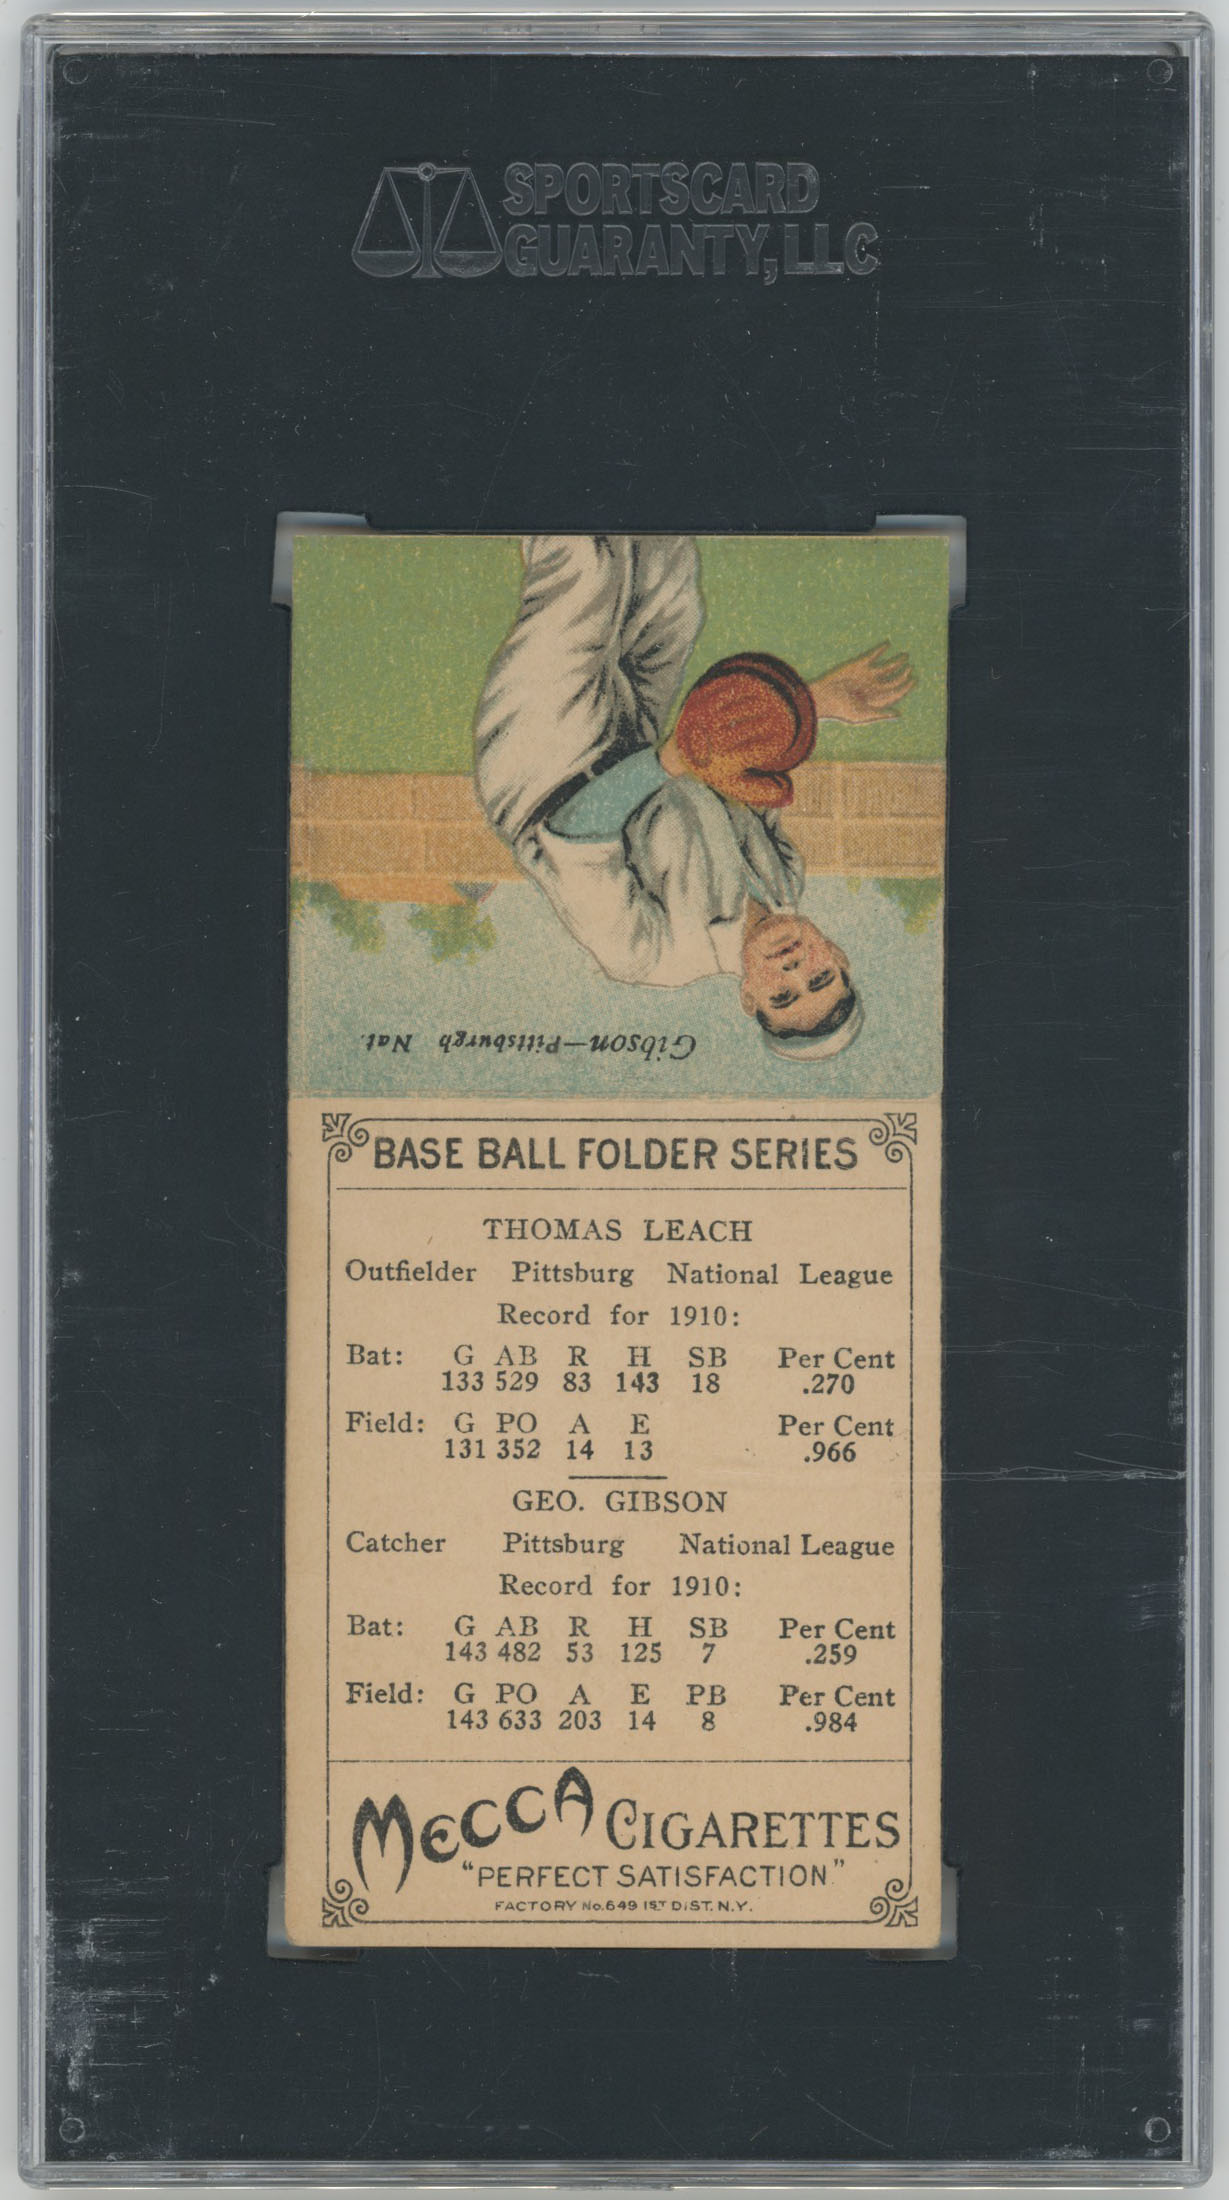 SPORTSCARD
GUARANTY, LLC
Gibson—Pittsburgh Nat.
BASE BALL FOLDER SERIES
THOMAS LEACH
Outfielder Pittsburg National League
Record for 1910:
Bat: G AB R H SB Per Cent
133 529 83 143 18 .270
Field: G PO A E Per Cent
131 352 14 13 .966
GEO. GIBSON
Catcher Pittsburg National League
Record for 1910:
Bat: G AB R H SB Per Cent
143 482 53 125 7 .259
Field: G PO A E PB Per Cent
143 633 203 14 8 .984
MECCA CIGARETTES
"PERFECT SATISFACTION"
FACTORY No.649 1ST DIST. N.Y.